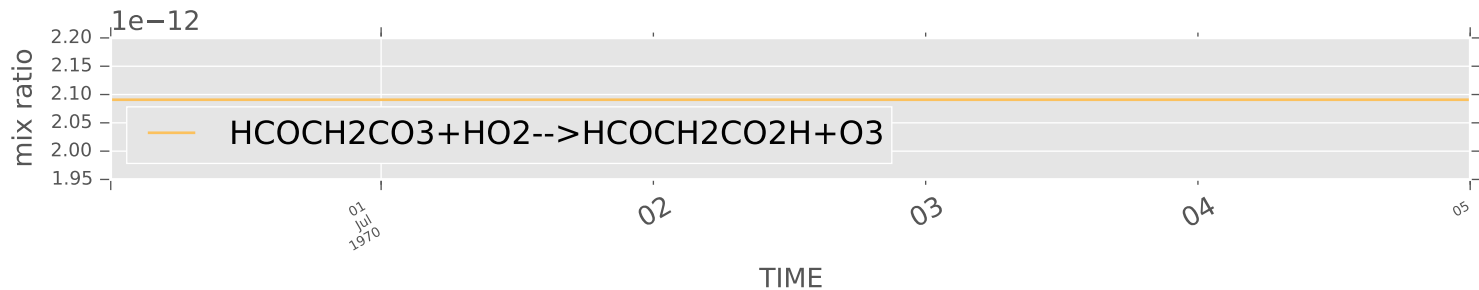 1e−12
mix ratio
2.20
2.15
2.10
2.05
2.00
1.95
HCOCH2CO3+HO2-->HCOCH2CO2H+O3
01
Jul
1970
02
03
04
05
TIME